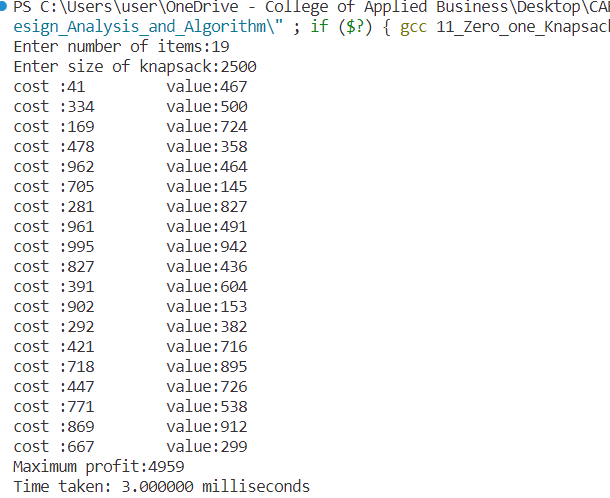 PS C:\Users\user\OneDrive - College of Applied Business\Desktop\CAB
esign_Analysis_and_Algorithm\" ; if ($?) { gcc 11_Zero_one_Knapsack
Enter number of items:19
Enter size of knapsack:2500
cost :41 value:467
cost :334 value:500
cost :169 value:724
cost :478 value:358
cost :962 value:464
cost :705 value:145
cost :281 value:827
cost :961 value:491
cost :995 value:942
cost :827 value:436
cost :391 value:604
cost :902 value:153
cost :292 value:382
cost :421 value:716
cost :718 value:895
cost :447 value:726
cost :771 value:538
cost :869 value:912
cost :667 value:299
Maximum profit:4959
Time taken: 3.000000 milliseconds